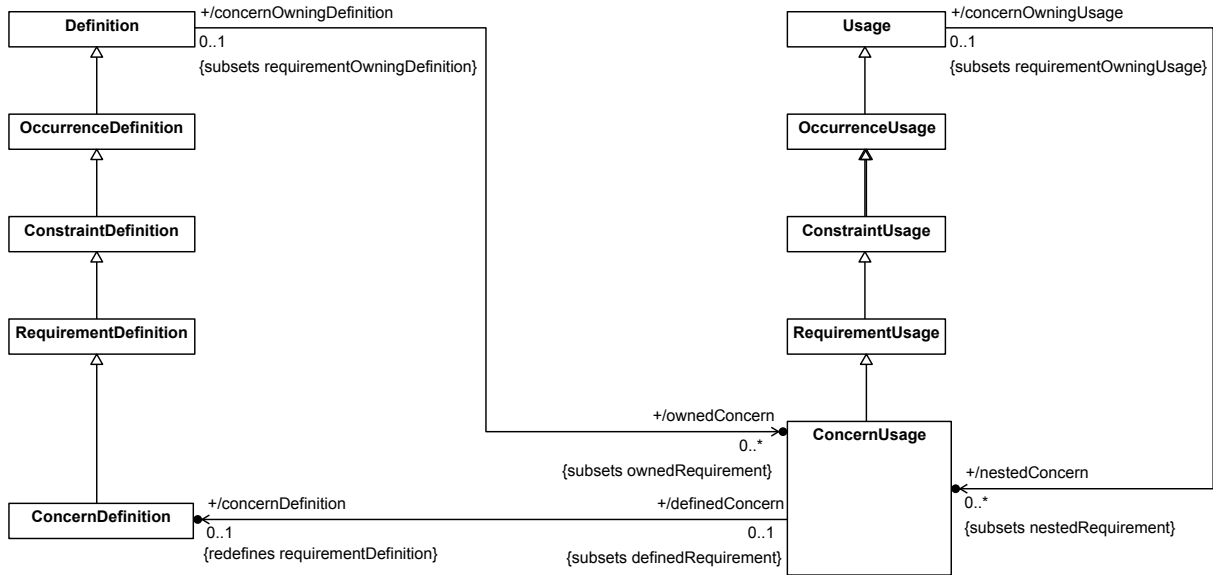 +/concernOwningDefinition
Definition
0..1
{subsets requirementOwningDefinition}
+/concernOwningUsage
Usage
0..1
{subsets requirementOwningUsage}
OccurrenceDefinition
OccurrenceUsage
ConstraintDefinition
ConstraintUsage
RequirementDefinition
RequirementUsage
+/ownedConcern
0..*
{subsets ownedRequirement}
ConcernUsage
+/nestedConcern
0..*
{subsets nestedRequirement}
ConcernDefinition
+/concernDefinition
0..1
{redefines requirementDefinition}
+/definedConcern
0..1
{subsets definedRequirement}